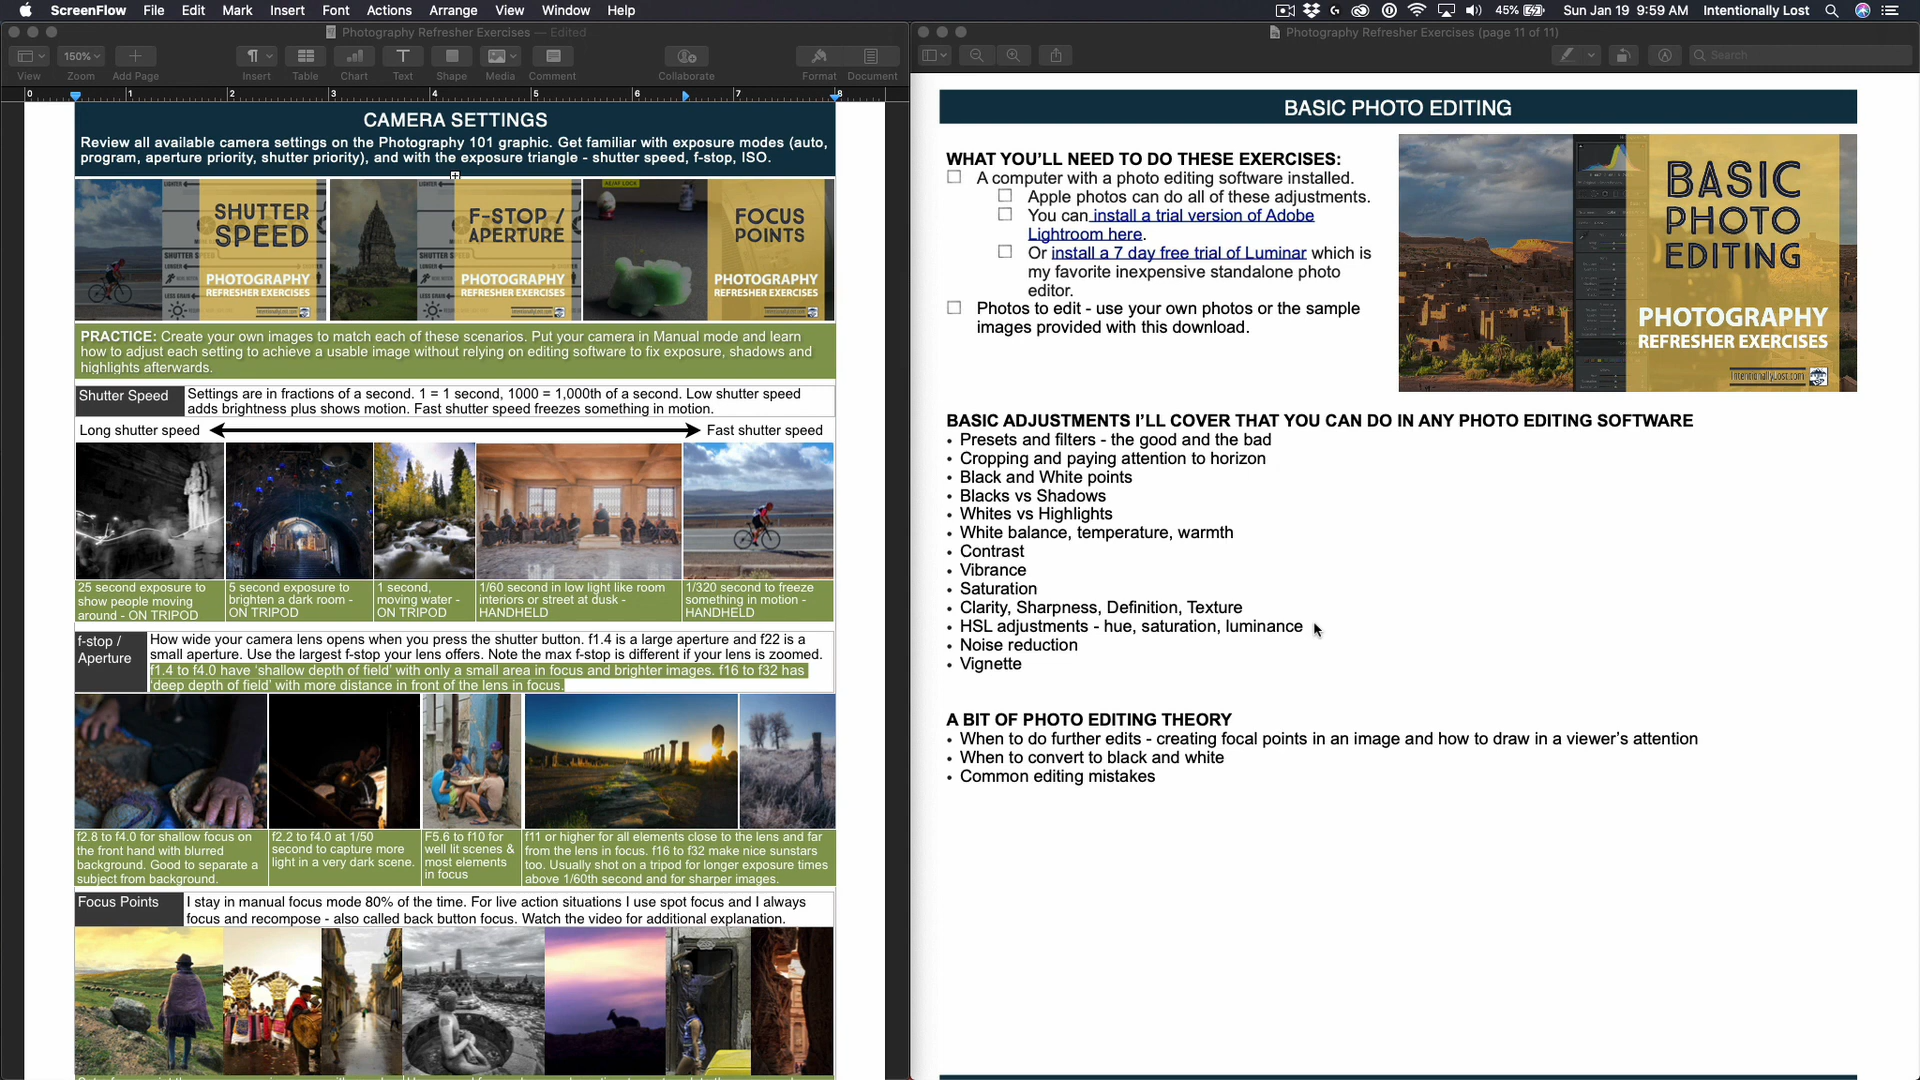 ScreenFlow File Edit Mark Insert Font Actions Arrange View Window Help
45% Sun Jan 19 9:59 AM Intentionally Lost
Photography Refresher Exercises — Edited
150%
View Zoom Add Page Insert Table Chart Text Shape Media Comment Collaborate Format Document
0 1 2 3 4 5 6 7 8
CAMERA SETTINGS
Review all available camera settings on the Photography 101 graphic. Get familiar with exposure modes (auto,
program, aperture priority, shutter priority), and with the exposure triangle - shutter speed, f-stop, ISO.
SHUTTER
SPEED
PHOTOGRAPHY
REFRESHER EXERCISES
F-STOP /
APERTURE
PHOTOGRAPHY
REFRESHER EXERCISES
FOCUS
POINTS
PHOTOGRAPHY
REFRESHER EXERCISES
PRACTICE: Create your own images to match each of these scenarios. Put your camera in Manual mode and learn
how to adjust each setting to achieve a usable image without relying on editing software to fix exposure, shadows and
highlights afterwards.
Shutter Speed
Settings are in fractions of a second. 1 = 1 second, 1000 = 1,000th of a second. Low shutter speed
adds brightness plus shows motion. Fast shutter speed freezes something in motion.
Long shutter speed Fast shutter speed
25 second exposure to
show people moving
around - ON TRIPOD
5 second exposure to
brighten a dark room -
ON TRIPOD
1 second,
moving water -
ON TRIPOD
1/60 second in low light like room
interiors or street at dusk -
HANDHELD
1/320 second to freeze
something in motion -
HANDHELD
f-stop /
Aperture
How wide your camera lens opens when you press the shutter button. f1.4 is a large aperture and f22 is a
small aperture. Use the largest f-stop your lens offers. Note the max f-stop is different if your lens is zoomed.
f1.4 to f4.0 have ‘shallow depth of field’ with only a small area in focus and brighter images. f16 to f32 has
‘deep depth of field’ with more distance in front of the lens in focus.
f2.8 to f4.0 for shallow focus on
the front hand with blurred
background. Good to separate a
subject from background.
f2.2 to f4.0 at 1/50
second to capture more
light in a very dark scene.
F5.6 to f10 for
well lit scenes &
most elements
in focus
f11 or higher for all elements close to the lens and far
from the lens in focus. f16 to f32 make nice sunstars
too. Usually shot on a tripod for longer exposure times
above 1/60th second and for sharper images.
Focus Points
I stay in manual focus mode 80% of the time. For live action situations I use spot focus and I always
focus and recompose - also called back button focus. Watch the video for additional explanation.
Photography Refresher Exercises (page 11 of 11)
Search
BASIC PHOTO EDITING
WHAT YOU’LL NEED TO DO THESE EXERCISES:
A computer with a photo editing software installed.
Apple photos can do all of these adjustments.
You can install a trial version of Adobe
Lightroom here.
Or install a 7 day free trial of Luminar which is
my favorite inexpensive standalone photo
editor.
Photos to edit - use your own photos or the sample
images provided with this download.
BASIC
PHOTO
EDITING
PHOTOGRAPHY
REFRESHER EXERCISES
IntentionallyLost.com
BASIC ADJUSTMENTS I’LL COVER THAT YOU CAN DO IN ANY PHOTO EDITING SOFTWARE
• Presets and filters - the good and the bad
• Cropping and paying attention to horizon
• Black and White points
• Blacks vs Shadows
• Whites vs Highlights
• White balance, temperature, warmth
• Contrast
• Vibrance
• Saturation
• Clarity, Sharpness, Definition, Texture
• HSL adjustments - hue, saturation, luminance
• Noise reduction
• Vignette
A BIT OF PHOTO EDITING THEORY
• When to do further edits - creating focal points in an image and how to draw in a viewer’s attention
• When to convert to black and white
• Common editing mistakes